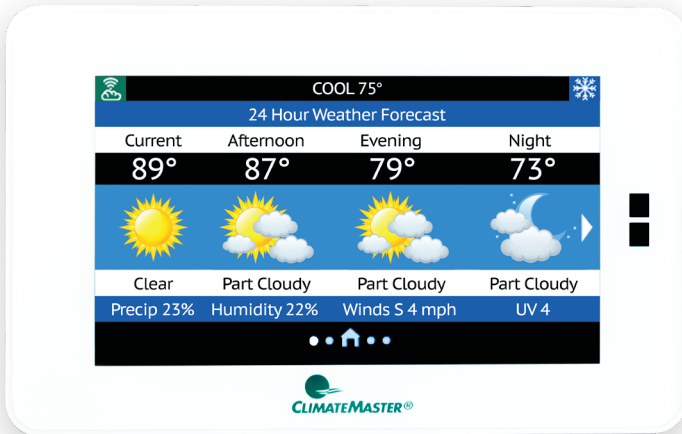 COOL 75°
24 Hour Weather Forecast
Current Afternoon Evening Night
89° 87° 79° 73°
Clear Part Cloudy Part Cloudy Part Cloudy
Precip 23% Humidity 22% Winds S 4 mph UV 4
CLIMATEMASTER®